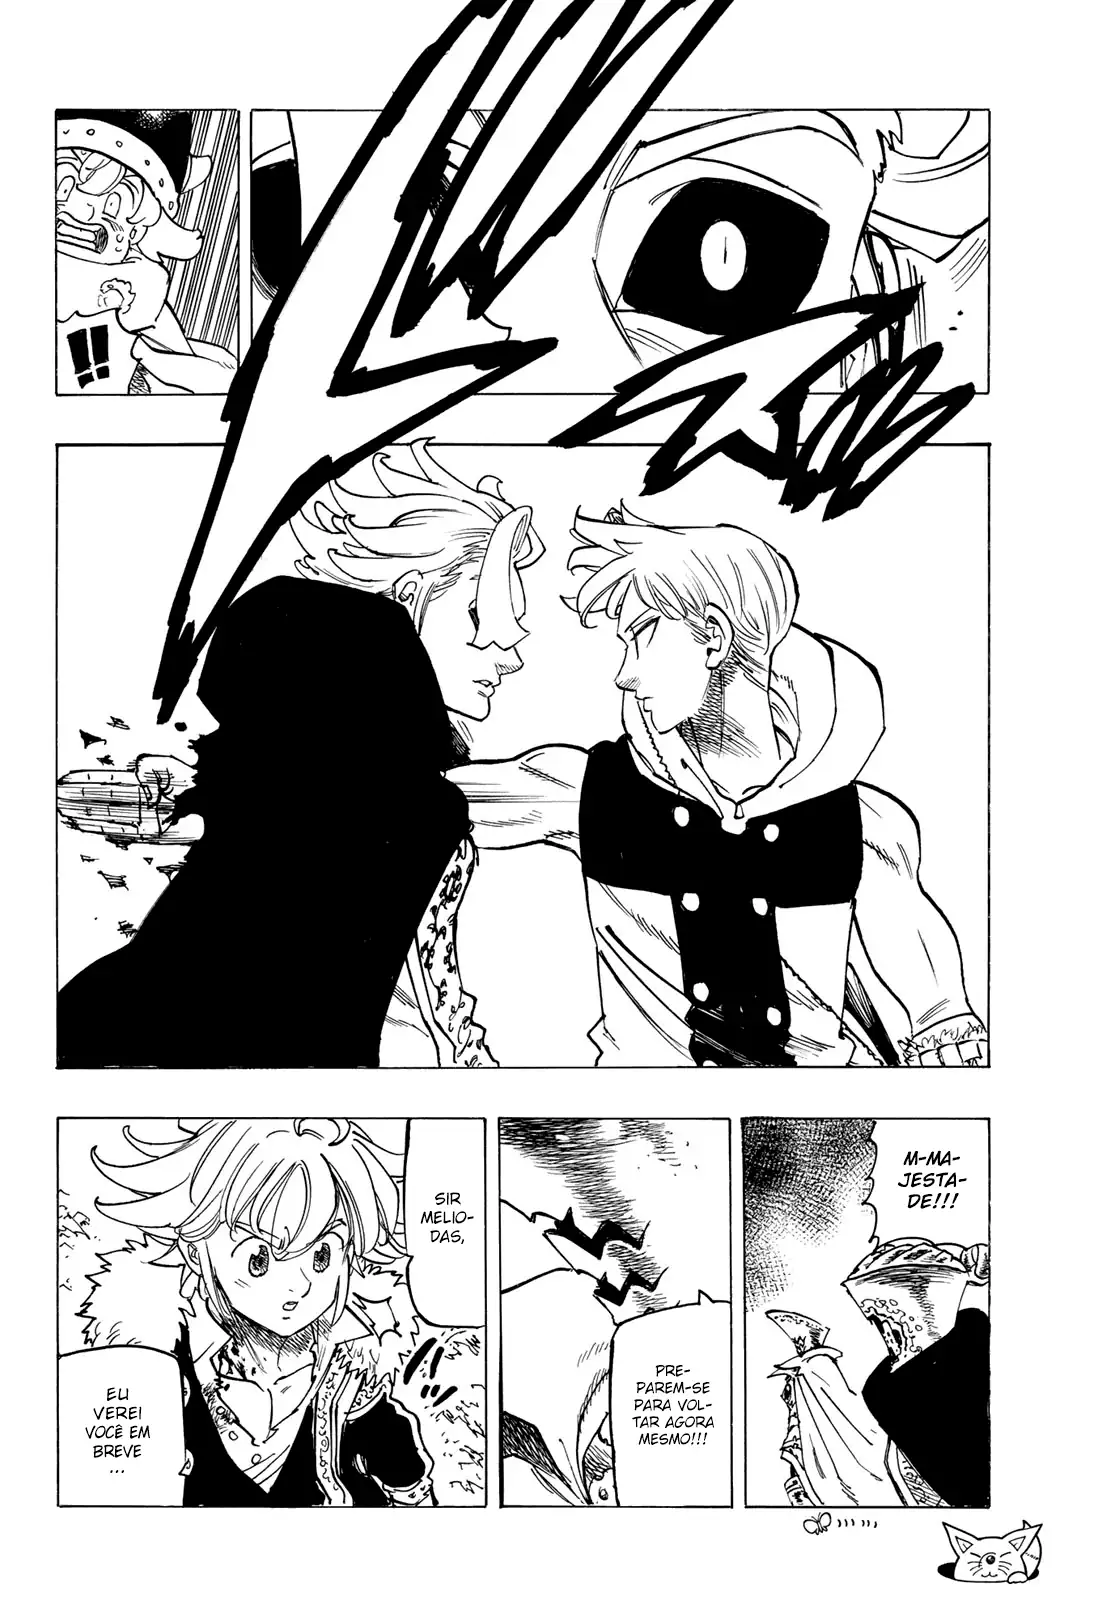 !!
M-MA-
JESTA-
DE!!!
PRE-
PAREM-SE
PARA VOL-
TAR AGORA
MESMO!!!
SIR
MELIO-
DAS,
EU
VEREI
VOCÊ EM
BREVE
...